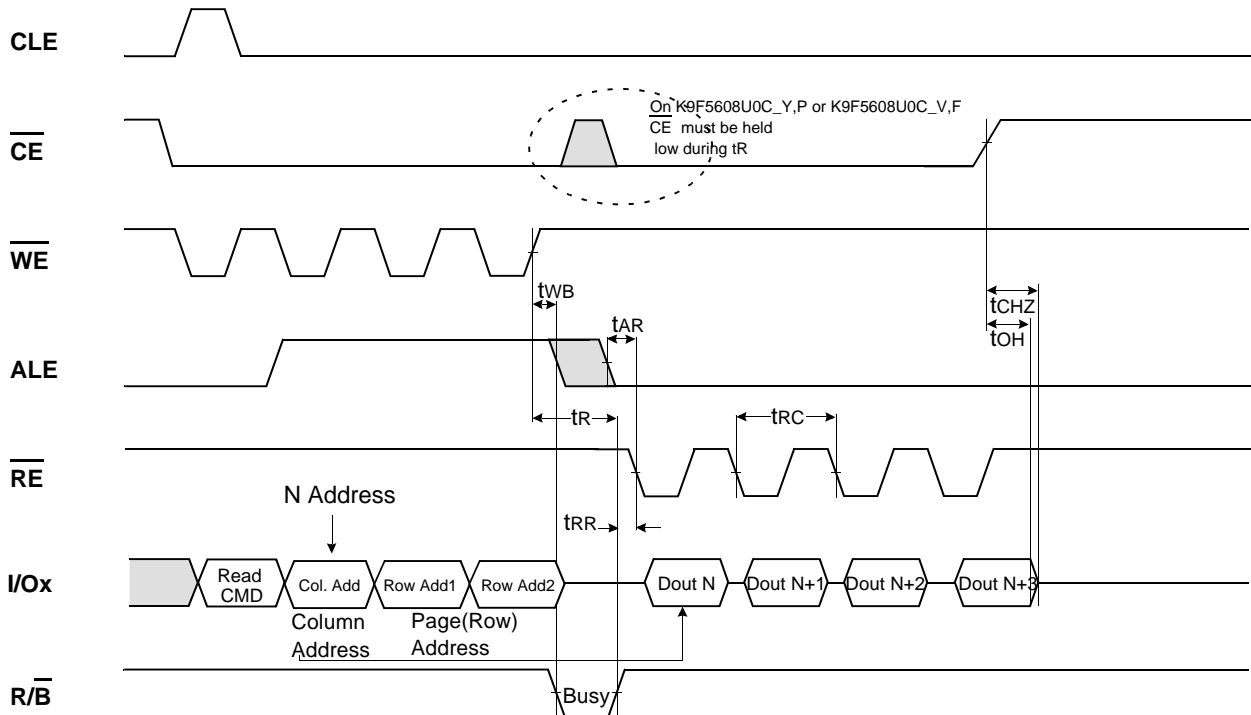 CLE
On K9F5608U0C_Y,P or K9F5608U0C_V,F
CE must be held
low during tR
CE
WE
tWB
tCHZ
tAR
tOH
ALE
tR
tRC
RE
N Address
tRR
I/Ox
Read
CMD
Col. Add
Row Add1
Row Add2
Dout N
Dout N+1
Dout N+2
Dout N+3
Column
Address
Page(Row)
Address
R/B
Busy